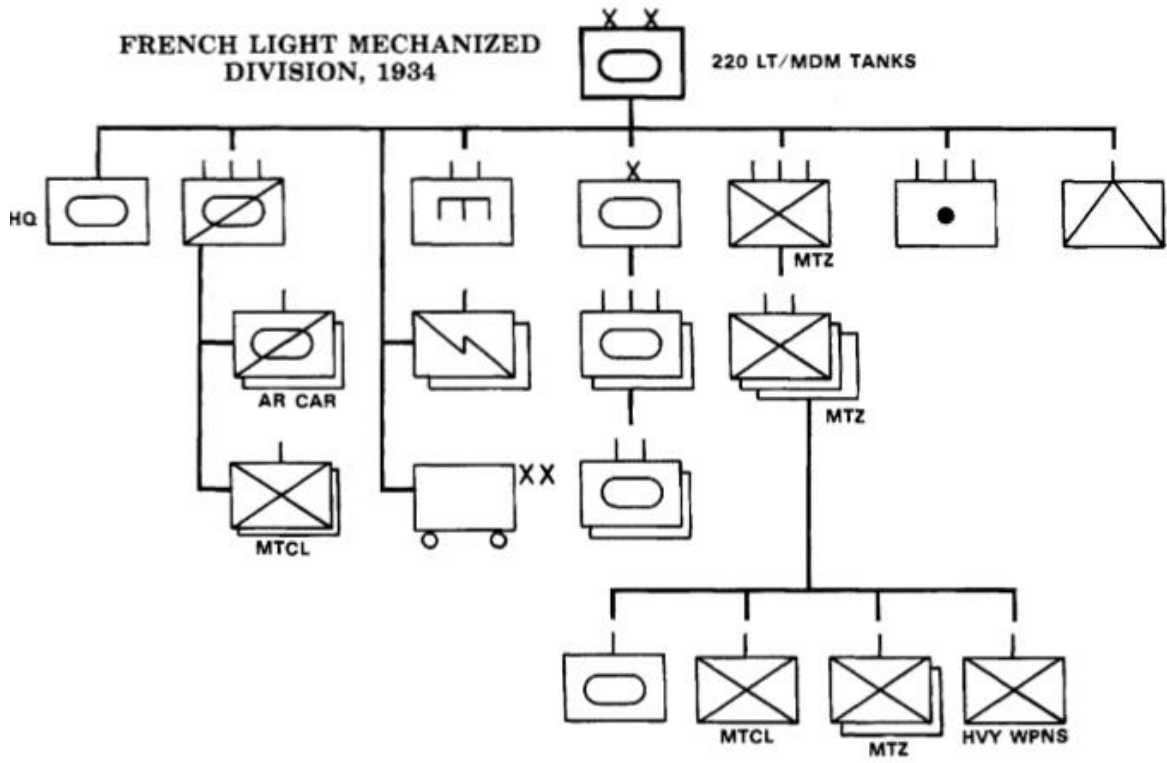 FRENCH LIGHT MECHANIZED
DIVISION, 1934
X X
220 LT/MDM TANKS
X
HQ
MTZ
AR CAR
MTZ
XX
MTCL
MTCL
MTZ
HVY WPNS